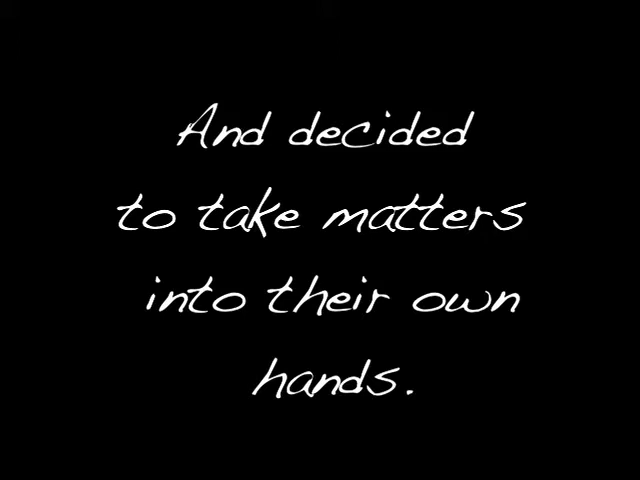 And decided
to take matters
into their own
hands.